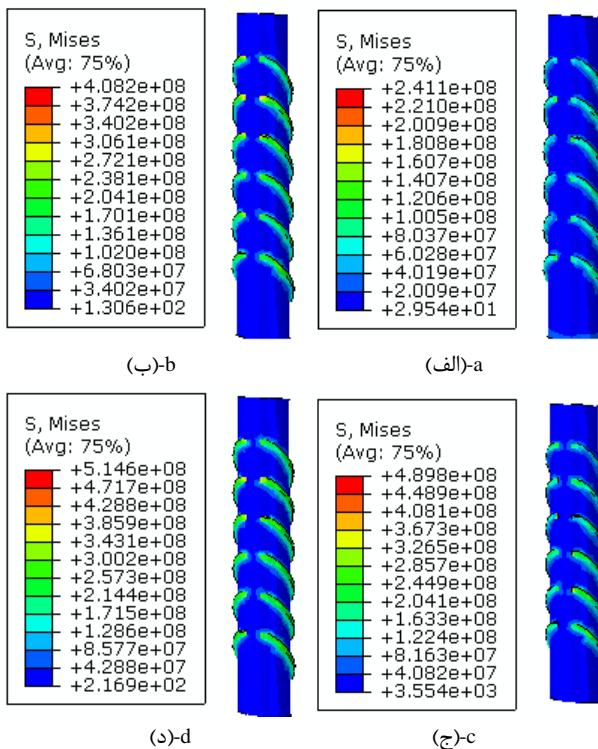 S, Mises
(Avg: 75%)
+4.082e+08
+3.742e+08
+3.402e+08
+3.061e+08
+2.721e+08
+2.381e+08
+2.041e+08
+1.701e+08
+1.361e+08
+1.020e+08
+6.803e+07
+3.402e+07
+1.306e+02
(ب)-b
S, Mises
(Avg: 75%)
+2.411e+08
+2.210e+08
+2.009e+08
+1.808e+08
+1.607e+08
+1.407e+08
+1.206e+08
+1.005e+08
+8.037e+07
+6.028e+07
+4.019e+07
+2.009e+07
+2.954e+01
(الف)-a
S, Mises
(Avg: 75%)
+5.146e+08
+4.717e+08
+4.288e+08
+3.859e+08
+3.431e+08
+3.002e+08
+2.573e+08
+2.144e+08
+1.715e+08
+1.286e+08
+8.577e+07
+4.288e+07
+2.169e+02
(د)-d
S, Mises
(Avg: 75%)
+4.898e+08
+4.489e+08
+4.081e+08
+3.673e+08
+3.265e+08
+2.857e+08
+2.449e+08
+2.041e+08
+1.633e+08
+1.224e+08
+8.163e+07
+4.082e+07
+3.554e+03
(ج)-c